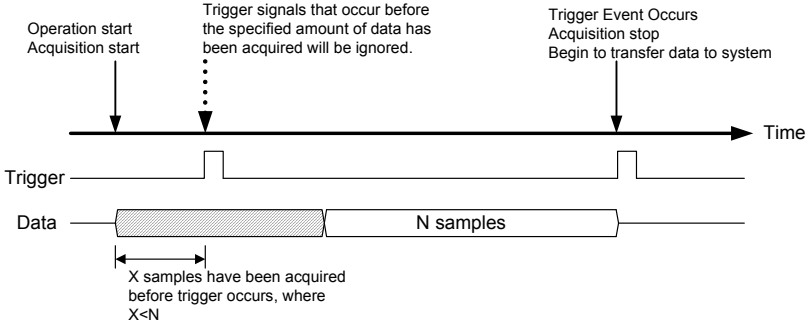 Operation start
Acquisition start
Trigger signals that occur before
the specified amount of data has
been acquired will be ignored.
Trigger Event Occurs
Acquisition stop
Begin to transfer data to system
Time
Trigger
Data
N samples
X samples have been acquired
before trigger occurs, where
X<N